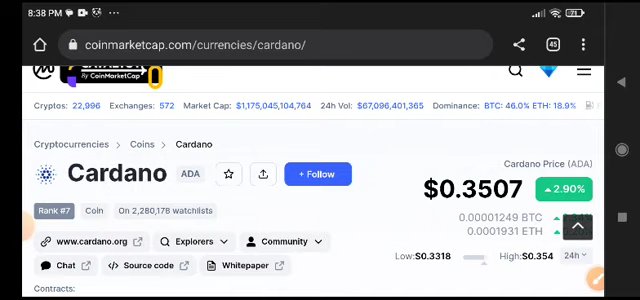 8:38 PM
71
coinmarketcap.com/currencies/cardano/
45
By CoinMarketCap
Cryptos: 22,996 Exchanges: 572 Market Cap: $1,175,045,104,764 24h Vol: $67,096,401,365 Dominance: BTC: 46.0% ETH: 18.9%
Cryptocurrencies > Coins > Cardano
Cardano ADA + Follow
Cardano Price (ADA)
$0.3507 2.90%
Rank #7 Coin On 2,280,178 watchlists
0.00001249 BTC
0.0001931 ETH
www.cardano.org Explorers Community
Low: $0.3318 High: $0.354 24h
Chat Source code Whitepaper
Contracts: